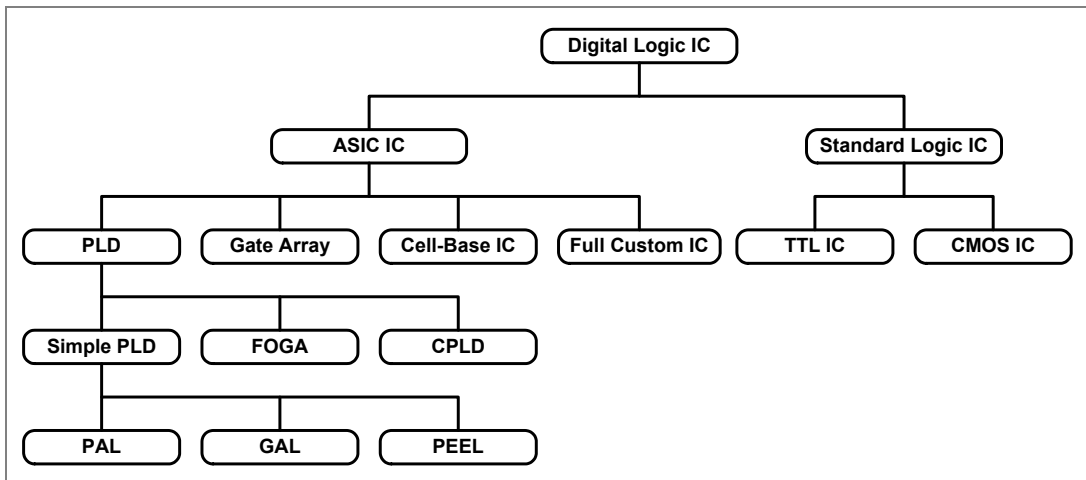 Digital Logic IC
ASIC IC
Standard Logic IC
PLD
Gate Array
Cell-Base IC
Full Custom IC
TTL IC
CMOS IC
Simple PLD
FOGA
CPLD
PAL
GAL
PEEL